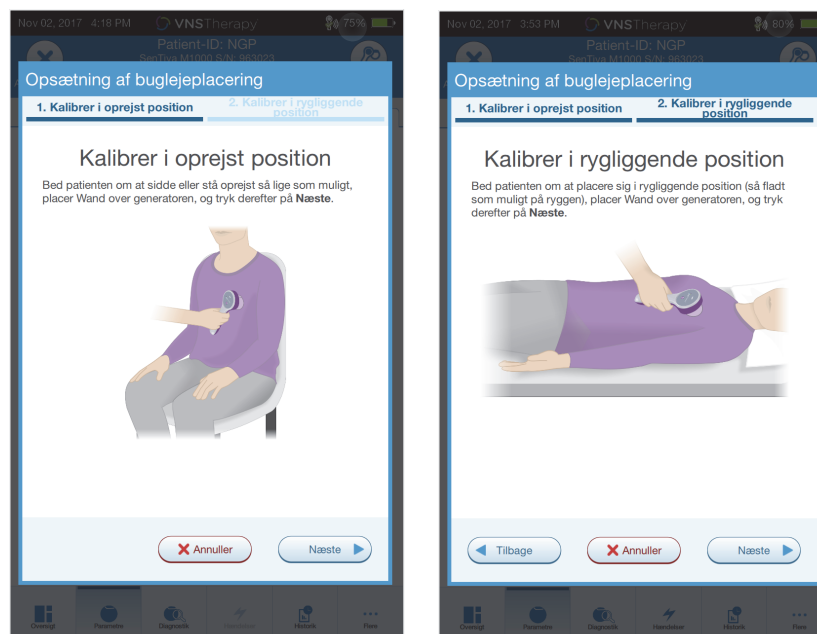 Nov 02, 2017 4:18 PM
VNSTherapy
75%
Patient-ID: NGP
SenTiva M1000 S/N: 963023
Opsætning af buglejeplacering
1. Kalibrer i oprejst position
2. Kalibrer i rygliggende
position
Kalibrer i oprejst position
Bed patienten om at sidde eller stå oprejst så lige som muligt,
placer Wand over generatoren, og tryk derefter på Næste.
Annuller
Næste
Oversigt
Parametre
Diagnostik
Hændelser
Historik
Flere
Nov 02, 2017 3:53 PM
VNSTherapy
80%
Patient-ID: NGP
SenTiva M1000 S/N: 963023
Opsætning af buglejeplacering
1. Kalibrer i oprejst position
2. Kalibrer i rygliggende
position
Kalibrer i rygliggende position
Bed patienten om at placere sig i rygliggende position (så fladt
som muligt på ryggen), placer Wand over generatoren, og tryk
derefter på Næste.
Tilbage
Annuller
Næste
Oversigt
Parametre
Diagnostik
Hændelser
Historik
Flere